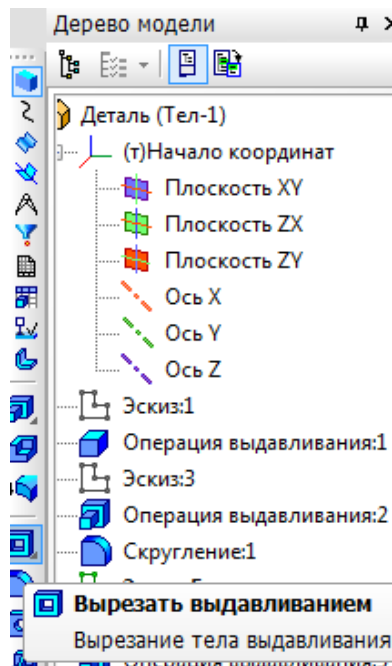 Дерево модели
Деталь (Тел-1)
(т)Начало координат
Плоскость XY
Плоскость ZX
Плоскость ZY
Ось X
Ось Y
Ось Z
Эскиз:1
Операция выдавливания:1
Эскиз:3
Операция выдавливания:2
Скругление:1
Вырезать выдавливанием
Вырезание тела выдавливания